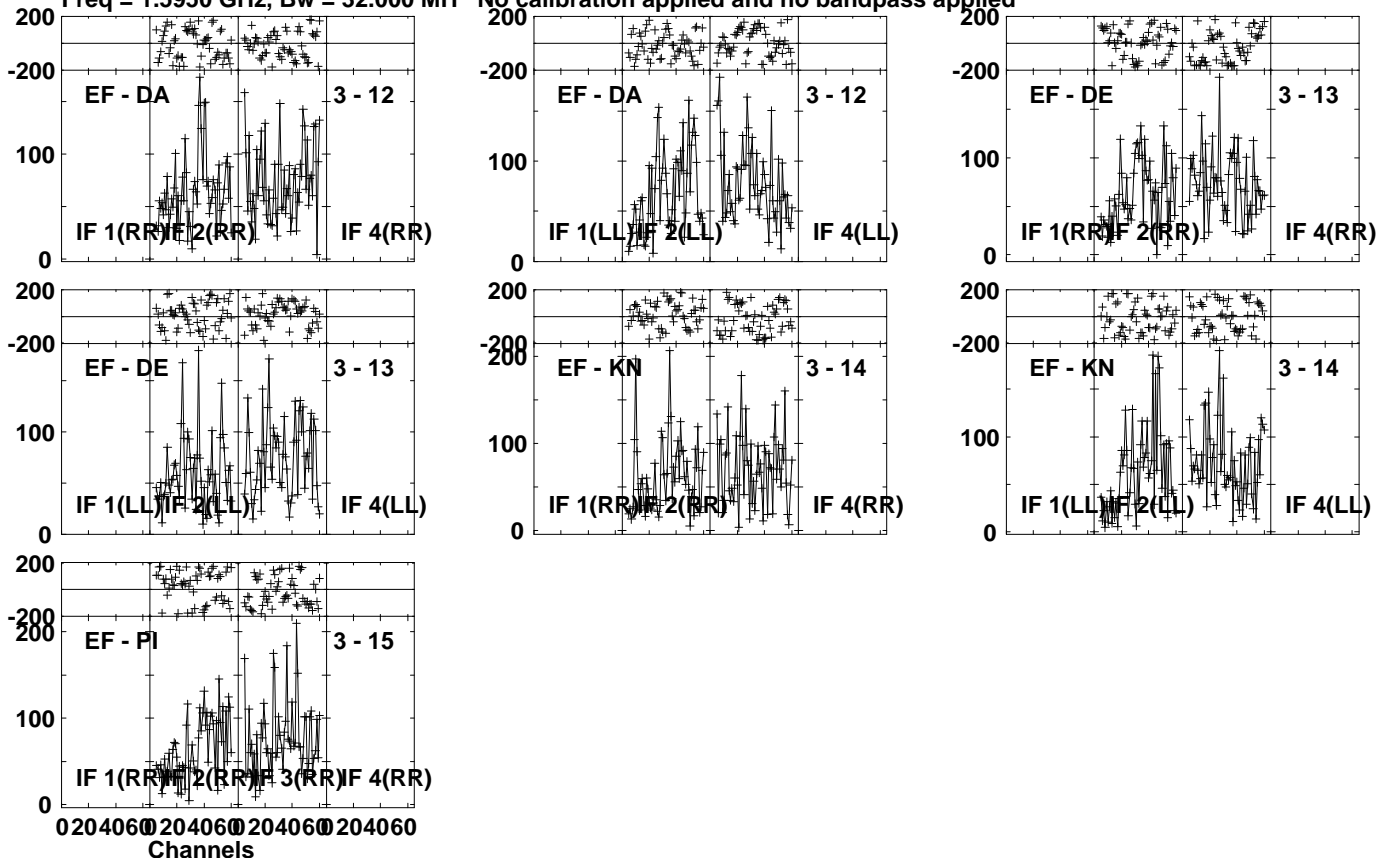 Freq = 1.5950 GHz, Bw = 32.000 MH No calibration applied and no bandpass applied
200
-200
EF - DA
3 - 12
100
IF 1(RR)
IF 2(RR)
IF 4(RR)
0
EF - DA
3 - 12
200
-200
100
IF 1(LL)
IF 2(LL)
IF 4(LL)
0
200
-200
EF - DE
3 - 13
100
IF 1(RR)
IF 2(RR)
IF 4(RR)
0
200
-200
EF - DE
3 - 13
100
IF 1(LL)
IF 2(LL)
IF 4(LL)
0
200
-200
200
EF - KN
3 - 14
100
IF 1(RR)
IF 2(RR)
IF 4(RR)
0
200
-200
EF - KN
3 - 14
100
IF 1(LL)
IF 2(LL)
IF 4(LL)
0
200
-200
200
EF - PI
3 - 15
100
IF 1(RR)
IF 2(RR)
IF 3(RR)
IF 4(RR)
0
0 20 40 60 0 20 40 60 0 20 40 60 0 20 40 60
Channels